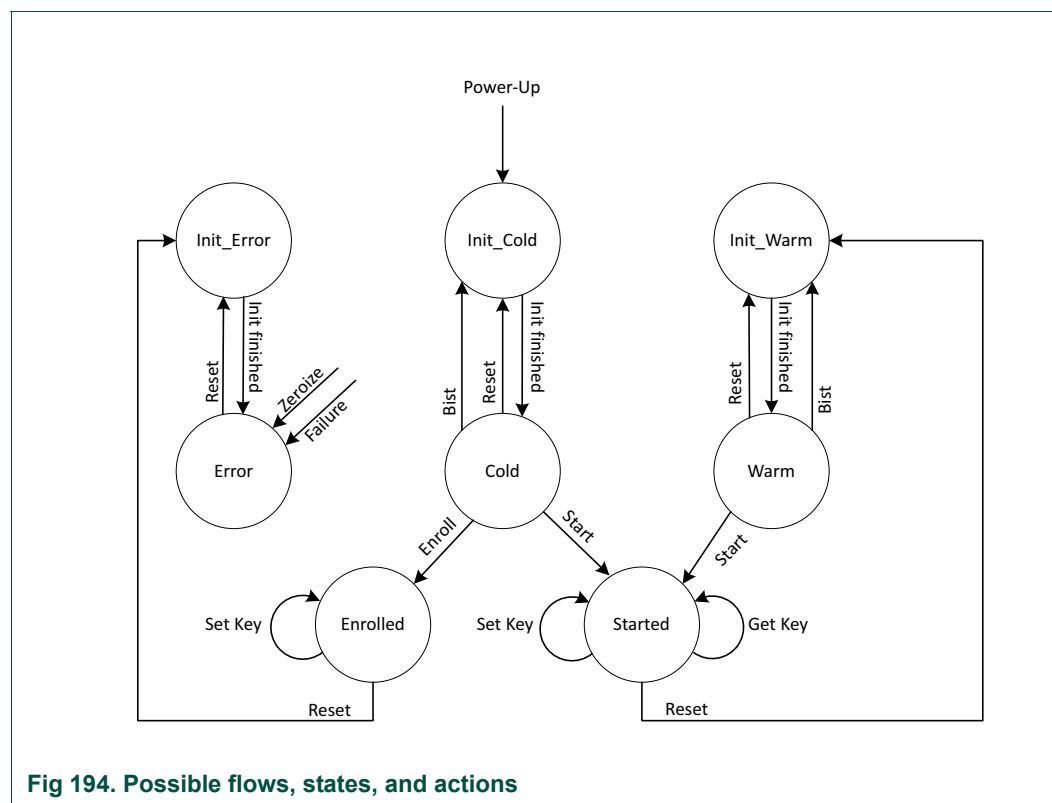 Power-Up
Init_Error
Init_Cold
Init_Warm
Reset
Init finished
Zeroize
Failure
Bist
Reset
Init finished
Reset
Init finished
Bist
Error
Cold
Warm
Enroll
Start
Start
Set Key
Enrolled
Set Key
Started
Get Key
Reset
Reset
Fig 194. Possible flows, states, and actions